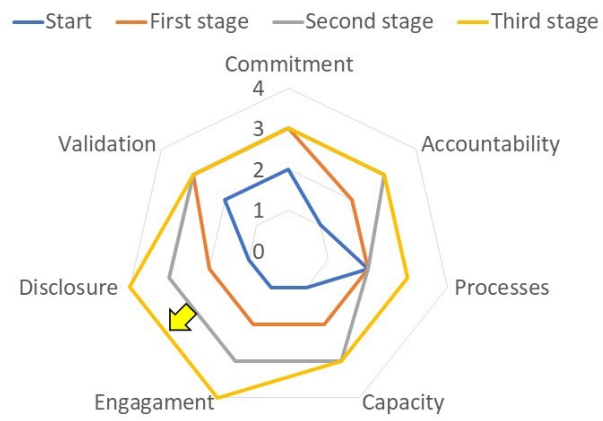 Start First stage Second stage Third stage
Commitment
4
Validation
Accountability
3
2
1
0
Disclosure
Processes
Engagament
Capacity